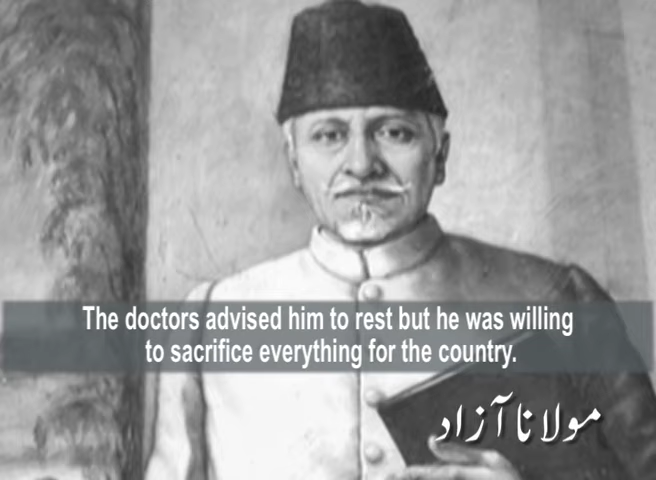 The doctors advised him to rest but he was willing
to sacrifice everything for the country.
مولانا آزاد